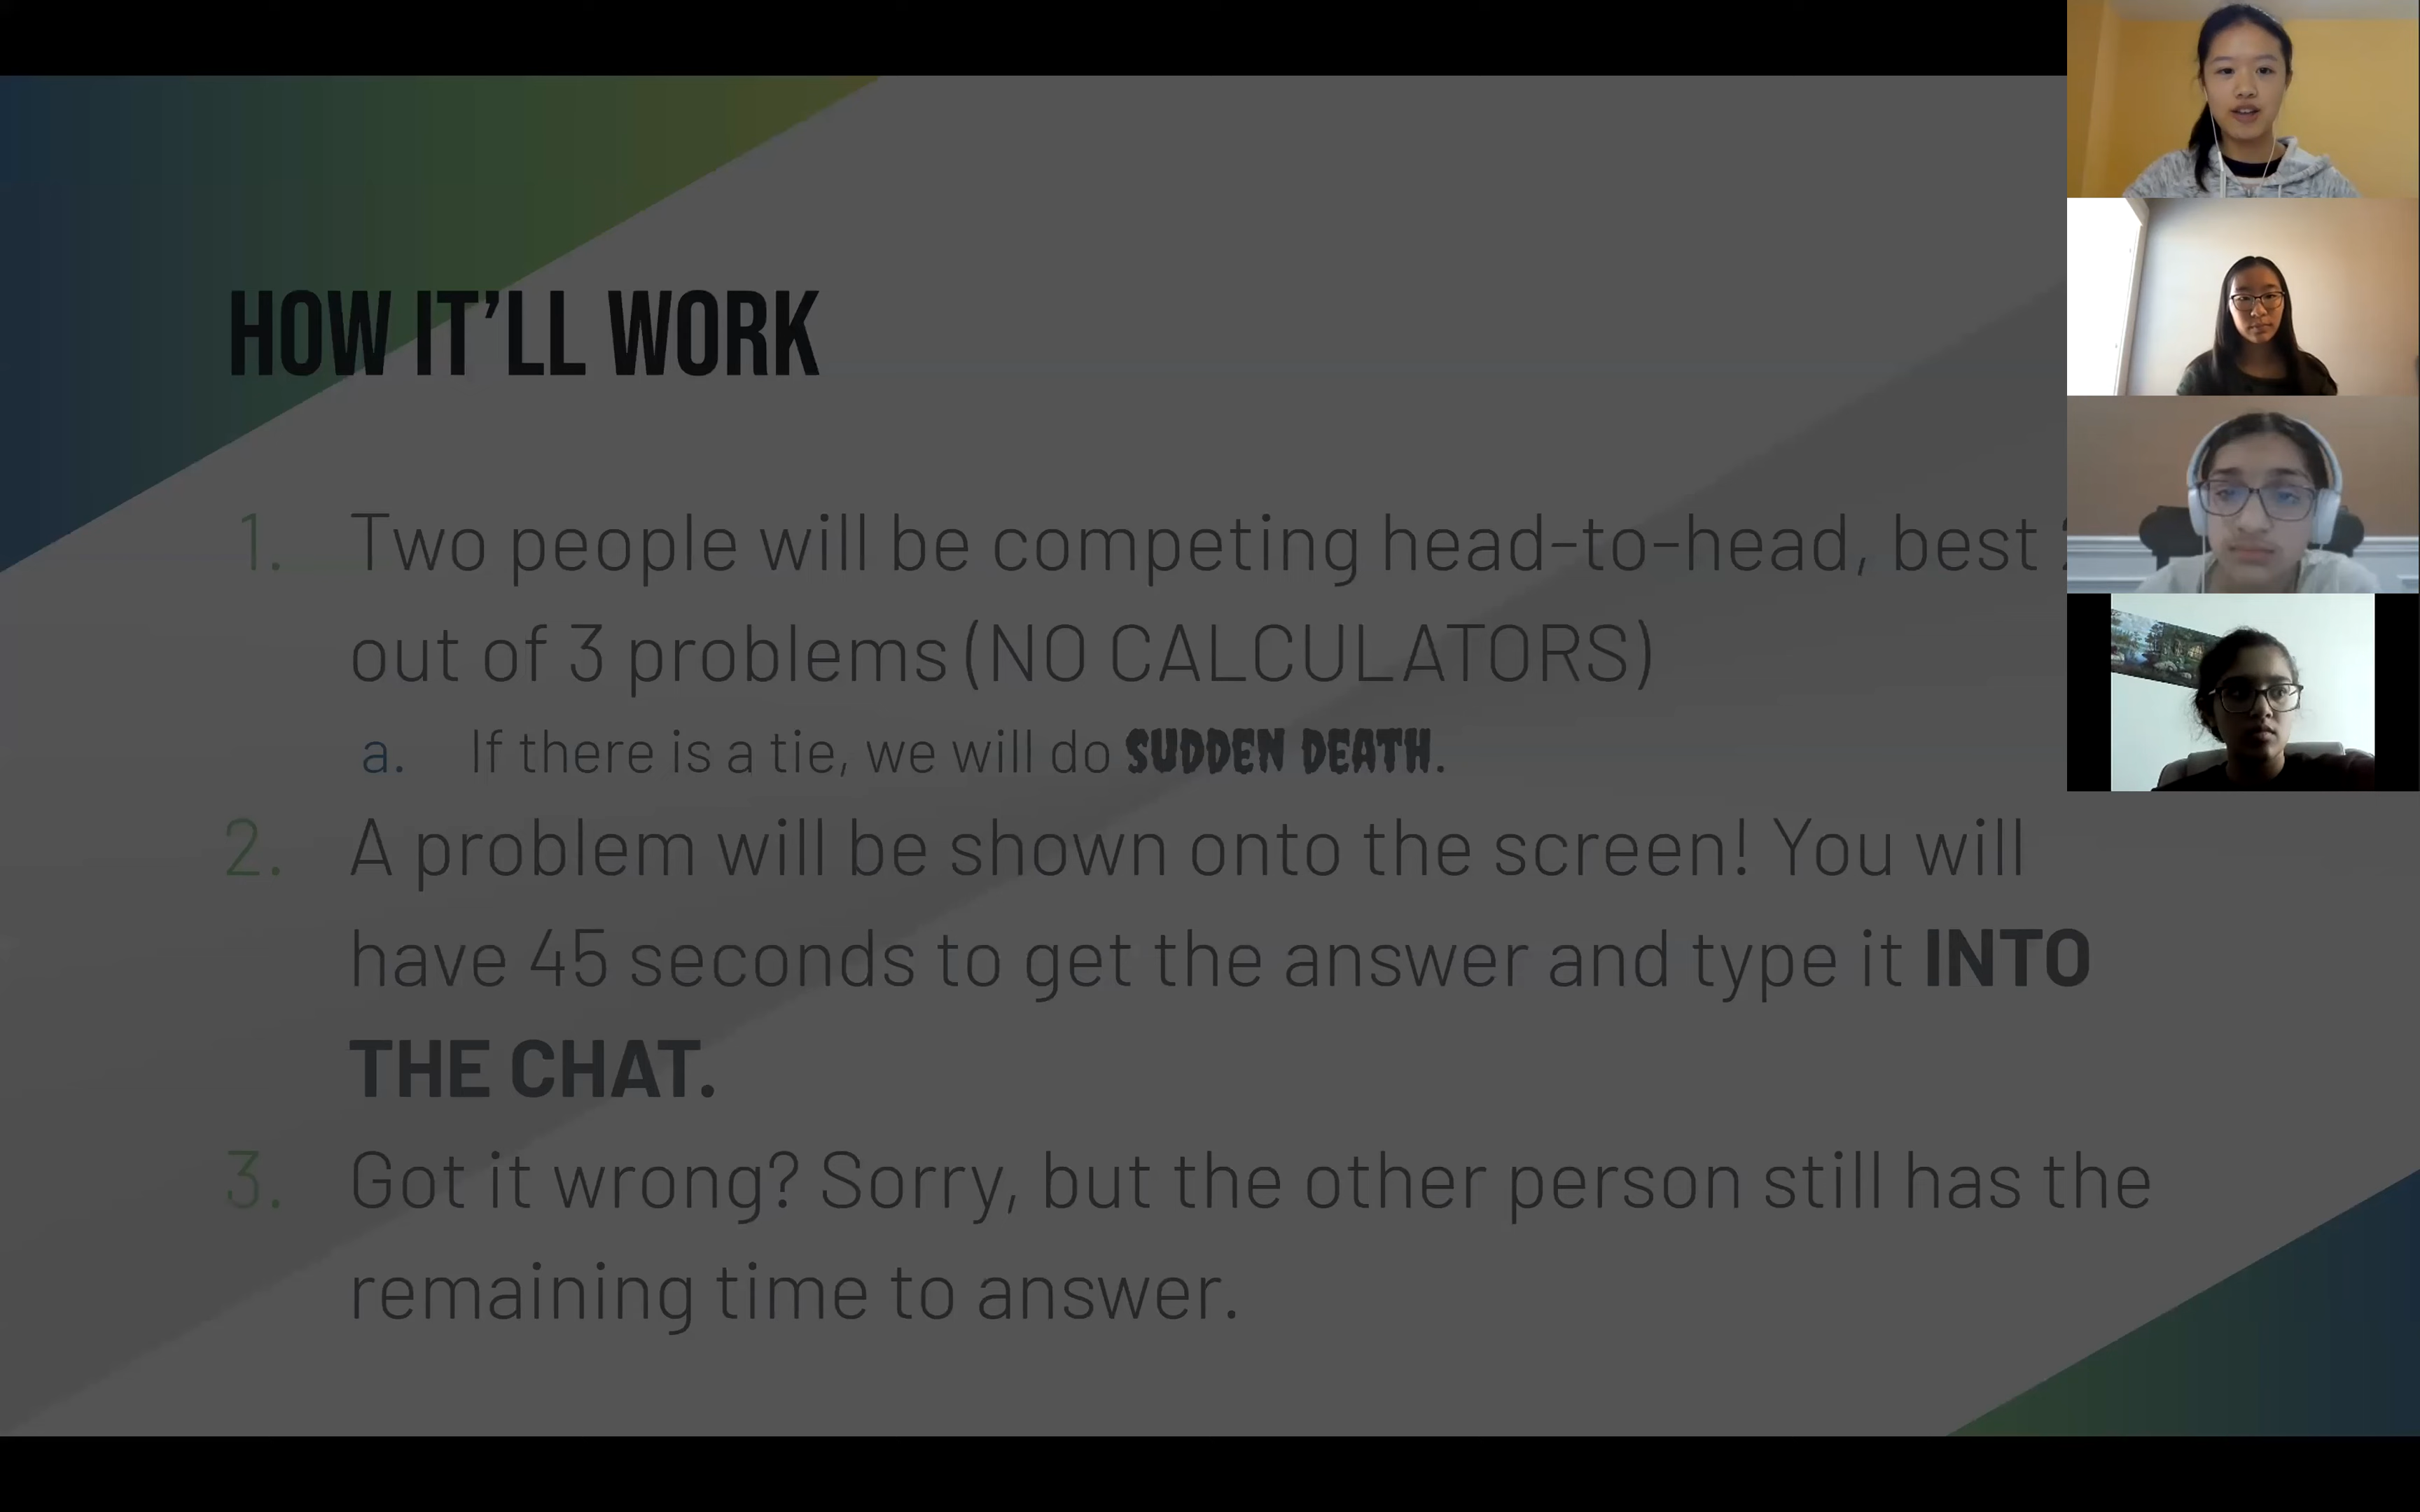 HOW IT'LL WORK
1. Two people will be competing head-to-head, best
out of 3 problems (NO CALCULATORS)
a. If there is a tie, we will do SUDDEN DEATH.
2. A problem will be shown onto the screen! You will
have 45 seconds to get the answer and type it INTO
THE CHAT.
3. Got it wrong? Sorry, but the other person still has the
remaining time to answer.